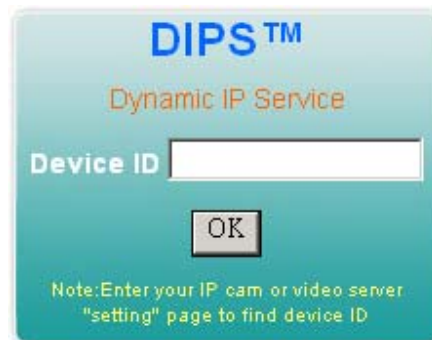 DIPS™
Dynamic IP Service
Device ID
OK
Note:Enter your IP cam or video server
"setting" page to find device ID